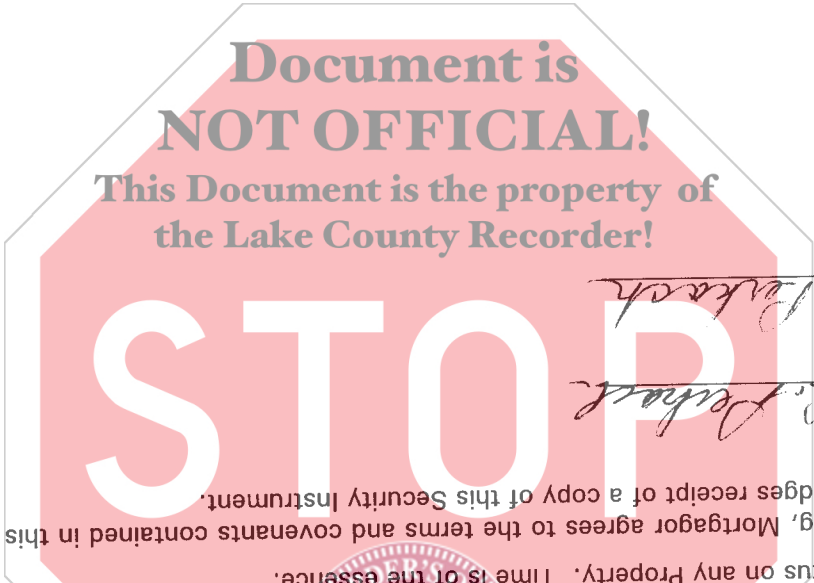 Document is
NOT OFFICIAL!
This Document is the property of
the Lake County Recorder!
STOP
tus on any Property. Time is of the essence.
g, Mortgagor agrees to the terms and covenants contained in this
dges receipt of a copy of this Security Instrument.